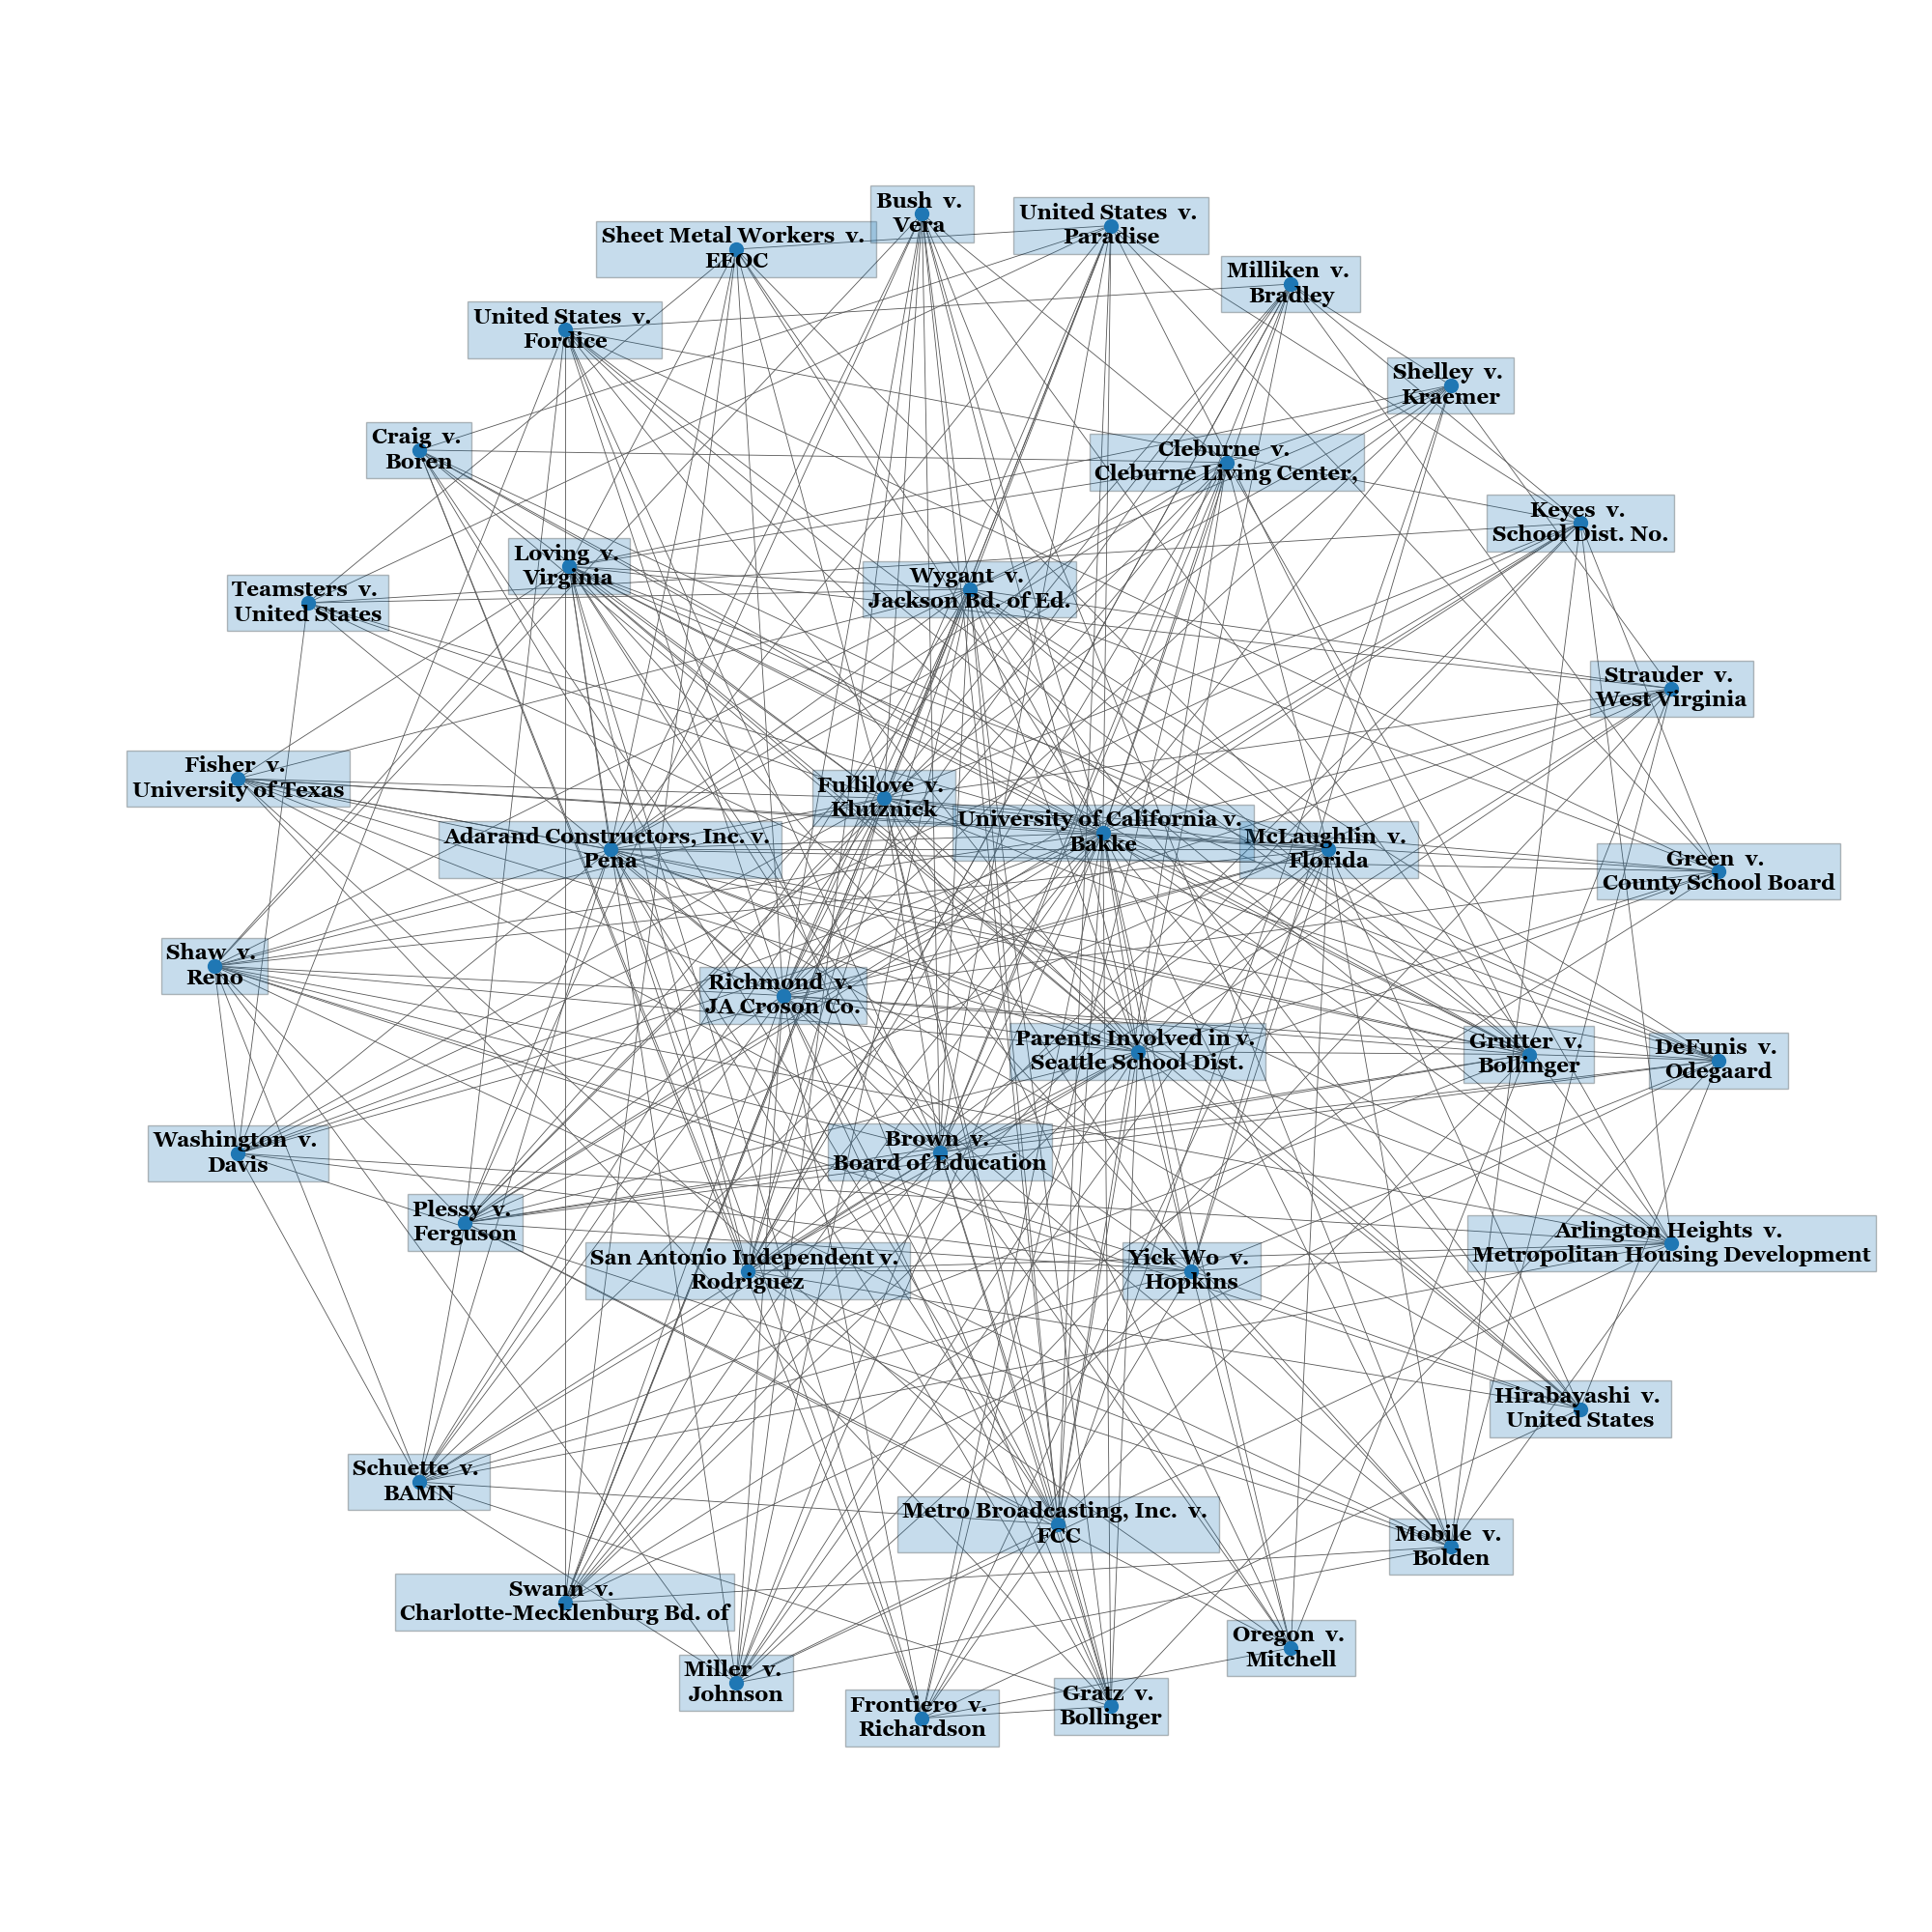 Bush v.
Vera
United States v.
Paradise
Sheet Metal Workers v.
EEOC
Milliken v.
Bradley
United States v.
Fordice
Shelley v.
Kraemer
Craig v.
Boren
Cleburne v.
Cleburne Living Center,
Keyes v.
School Dist. No.
Loving v.
Virginia
Wygant v.
Jackson Bd. of Ed.
Teamsters v.
United States
Strauder v.
West Virginia
Fisher v.
University of Texas
Fullilove v.
Klutznick
University of California v.
Bakke
Adarand Constructors, Inc. v.
Pena
McLaughlin v.
Florida
Green v.
County School Board
Shaw v.
Reno
Richmond v.
JA Croson Co.
Parents Involved in v.
Seattle School Dist.
Grutter v.
Bollinger
DeFunis v.
Odegaard
Washington v.
Davis
Brown v.
Board of Education
Plessy v.
Ferguson
Arlington Heights v.
Metropolitan Housing Development
San Antonio Independent v.
Rodriguez
Yick Wo v.
Hopkins
Hirabayashi v.
United States
Schuette v.
BAMN
Metro Broadcasting, Inc. v.
FCC
Mobile v.
Bolden
Swann v.
Charlotte-Mecklenburg Bd. of
Oregon v.
Mitchell
Miller v.
Johnson
Frontiero v.
Richardson
Gratz v.
Bollinger